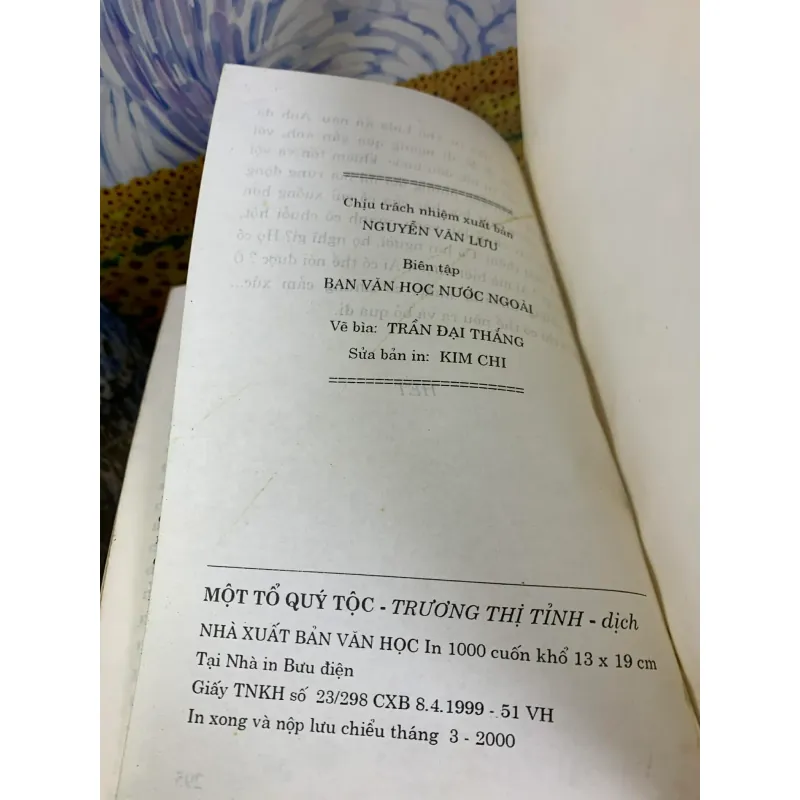 ==========================
Chịu trách nhiệm xuất bản
NGUYỄN VĂN LƯU
Biên tập
BAN VĂN HỌC NƯỚC NGOÀI
Vẽ bìa: TRẦN ĐẠI THẮNG
Sửa bản in: KIM CHI
=====================
MỘT TỔ QUÝ TỘC - TRƯƠNG THỊ TỈNH - dịch
NHÀ XUẤT BẢN VĂN HỌC In 1000 cuốn khổ 13 x 19 cm
Tại Nhà in Bưu điện
Giấy TNKH số 23/298 CXB 8.4.1999 - 51 VH
In xong và nộp lưu chiểu tháng 3 - 2000